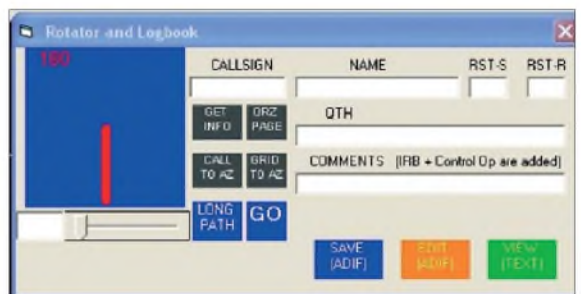 Rotator and Logbook
180
CALLSIGN NAME RST-S RST-R
GET INFO
QRZ PAGE
QTH
CALL TO AZ
GRID TO AZ
COMMENTS (IRB + Control Op are added)
LONG PATH
GO
SAVE (ADIF)
EDIT (ADIF)
VIEW (TEXT)